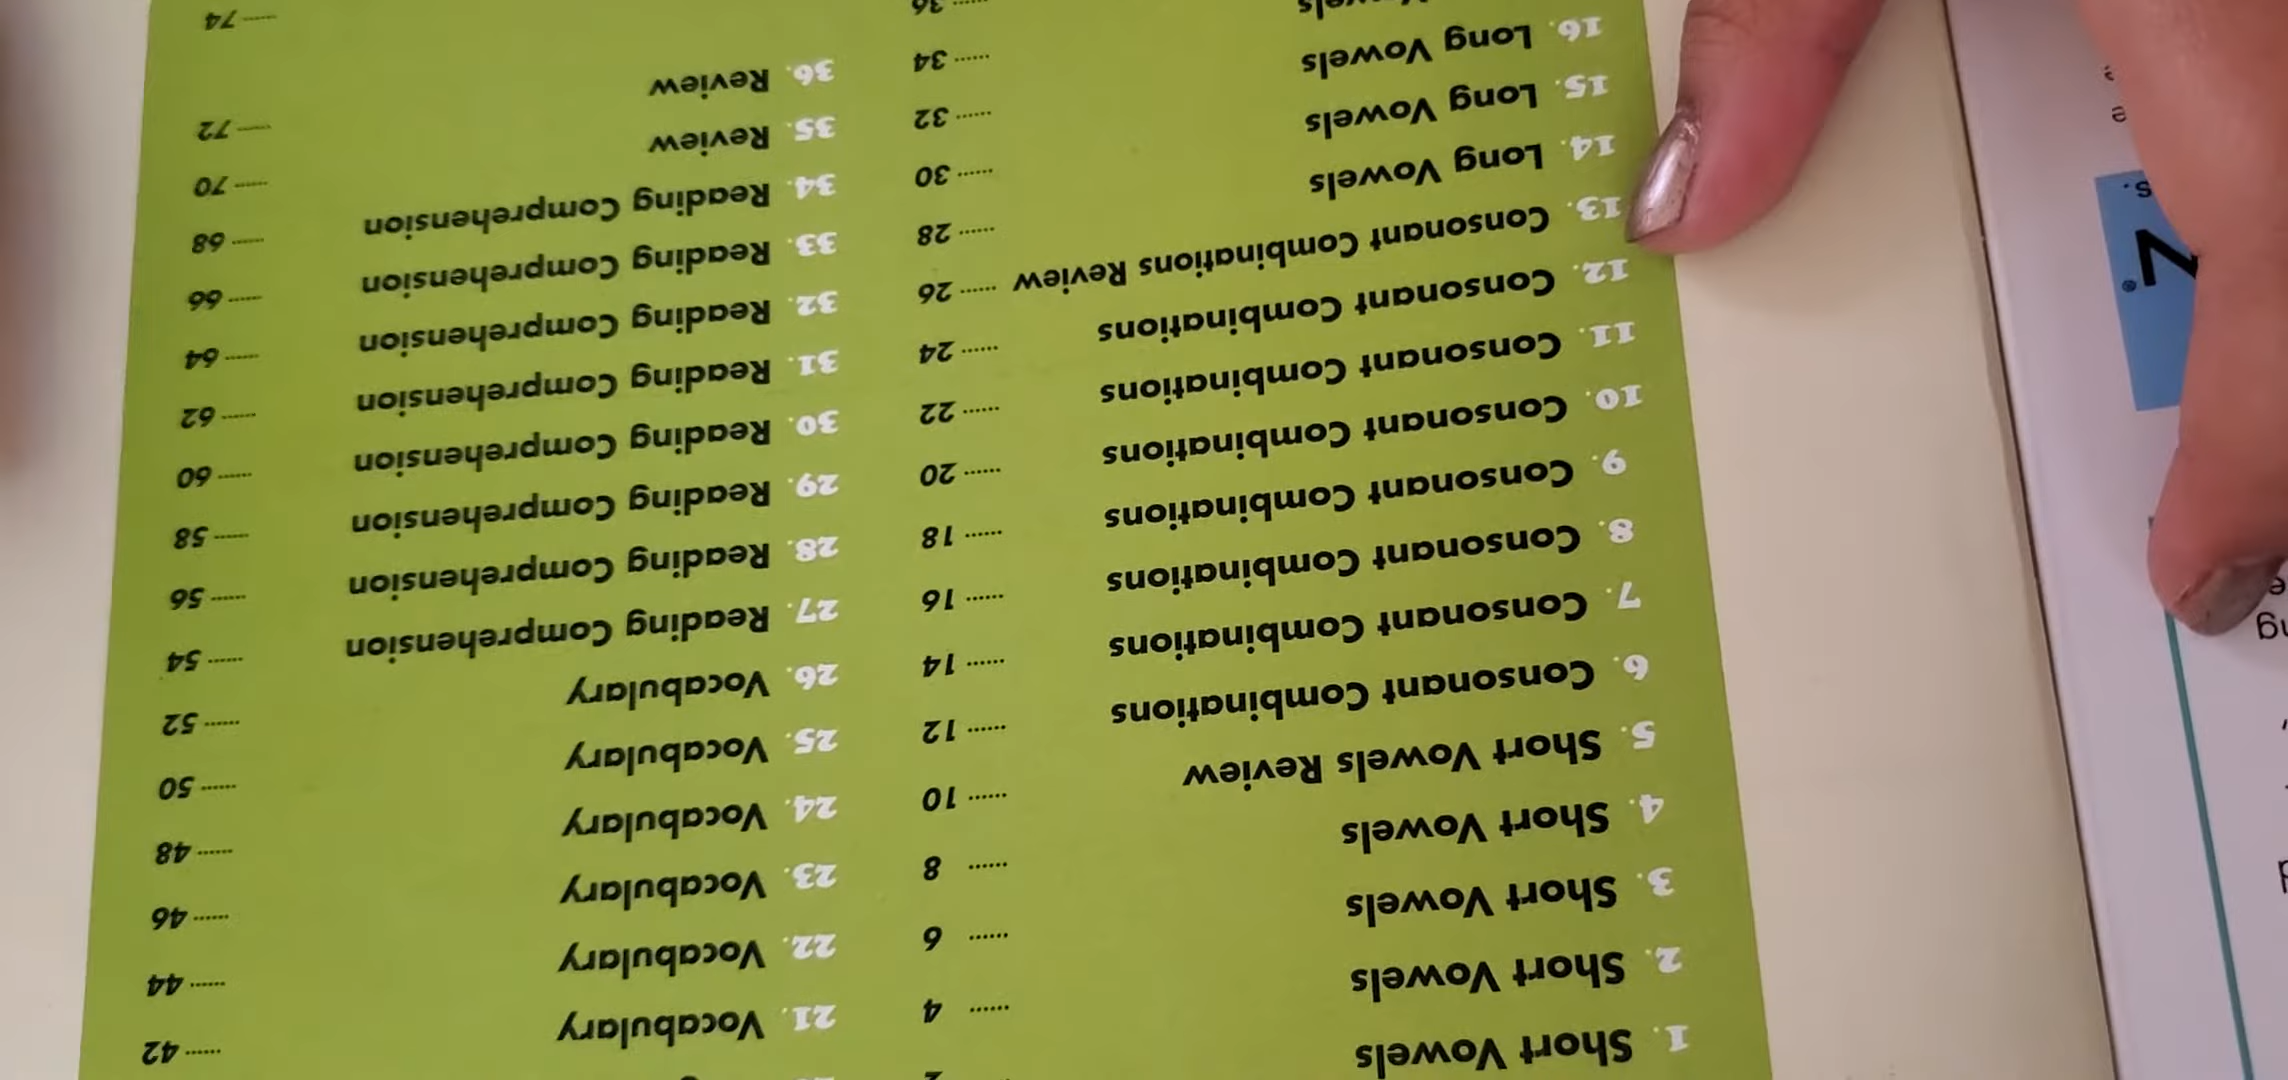 1. Short Vowels
2. Short Vowels ...... 4
3. Short Vowels ...... 6
4. Short Vowels ...... 8
5. Short Vowels Review ...... 10
6. Consonant Combinations ...... 12
7. Consonant Combinations ...... 14
8. Consonant Combinations ...... 16
9. Consonant Combinations ...... 18
10. Consonant Combinations ...... 20
11. Consonant Combinations ...... 22
12. Consonant Combinations ...... 24
13. Consonant Combinations Review ...... 26
14. Long Vowels ...... 28
15. Long Vowels ...... 30
16. Long Vowels ...... 32
...... 34
...... 36
21. Vocabulary ...... 42
22. Vocabulary ...... 44
23. Vocabulary ...... 46
24. Vocabulary ...... 48
25. Vocabulary ...... 50
26. Vocabulary ...... 52
27. Reading Comprehension ...... 54
28. Reading Comprehension ...... 56
29. Reading Comprehension ...... 58
30. Reading Comprehension ...... 60
31. Reading Comprehension ...... 62
32. Reading Comprehension ...... 64
33. Reading Comprehension ...... 66
34. Reading Comprehension ...... 68
35. Review ...... 70
36. Review ...... 72
...... 74